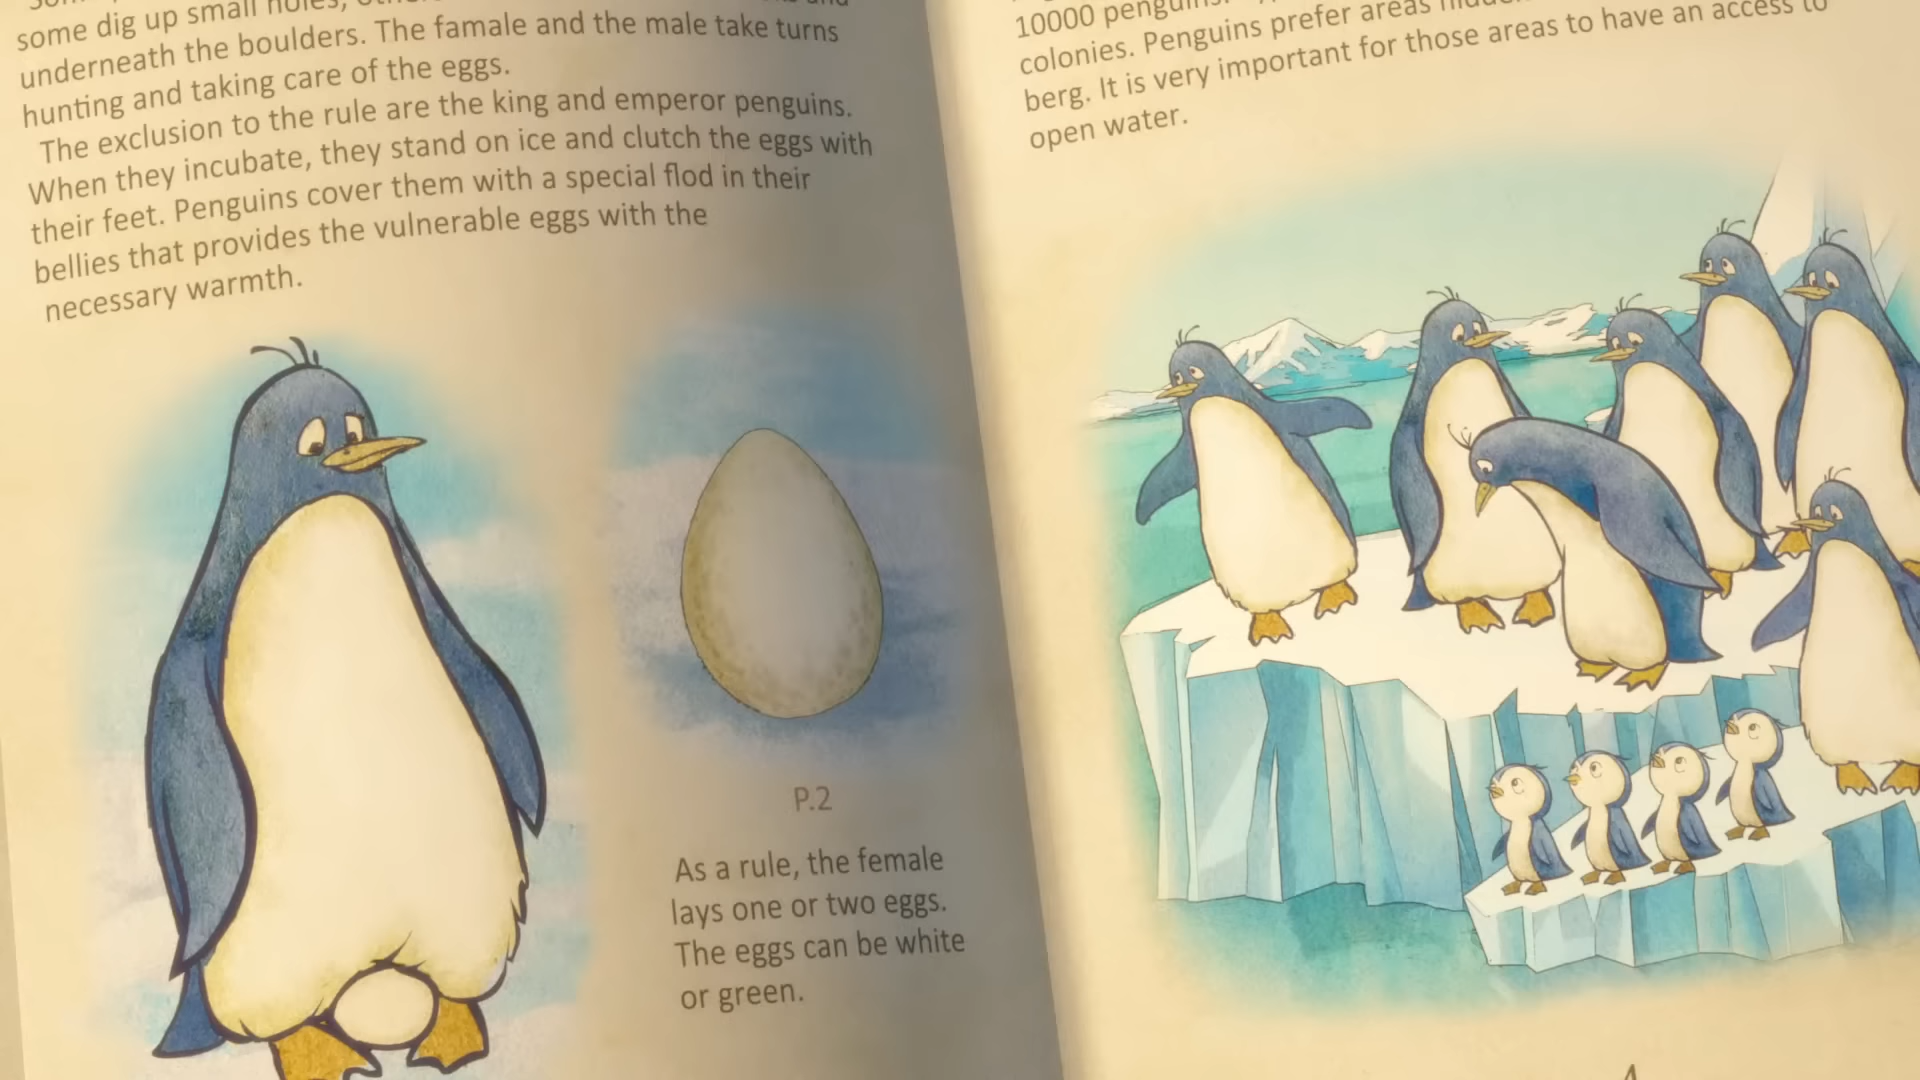 some dig up small holes,
underneath the boulders. The famale and the male take turns
hunting and taking care of the eggs.
The exclusion to the rule are the king and emperor penguins.
When they incubate, they stand on ice and clutch the eggs with
their feet. Penguins cover them with a special flod in their
bellies that provides the vulnerable eggs with the
necessary warmth.
P.2
As a rule, the female
lays one or two eggs.
The eggs can be white
or green.
10000 penguins.
colonies. Penguins prefer areas
berg. It is very important for those areas to have an access to
open water.